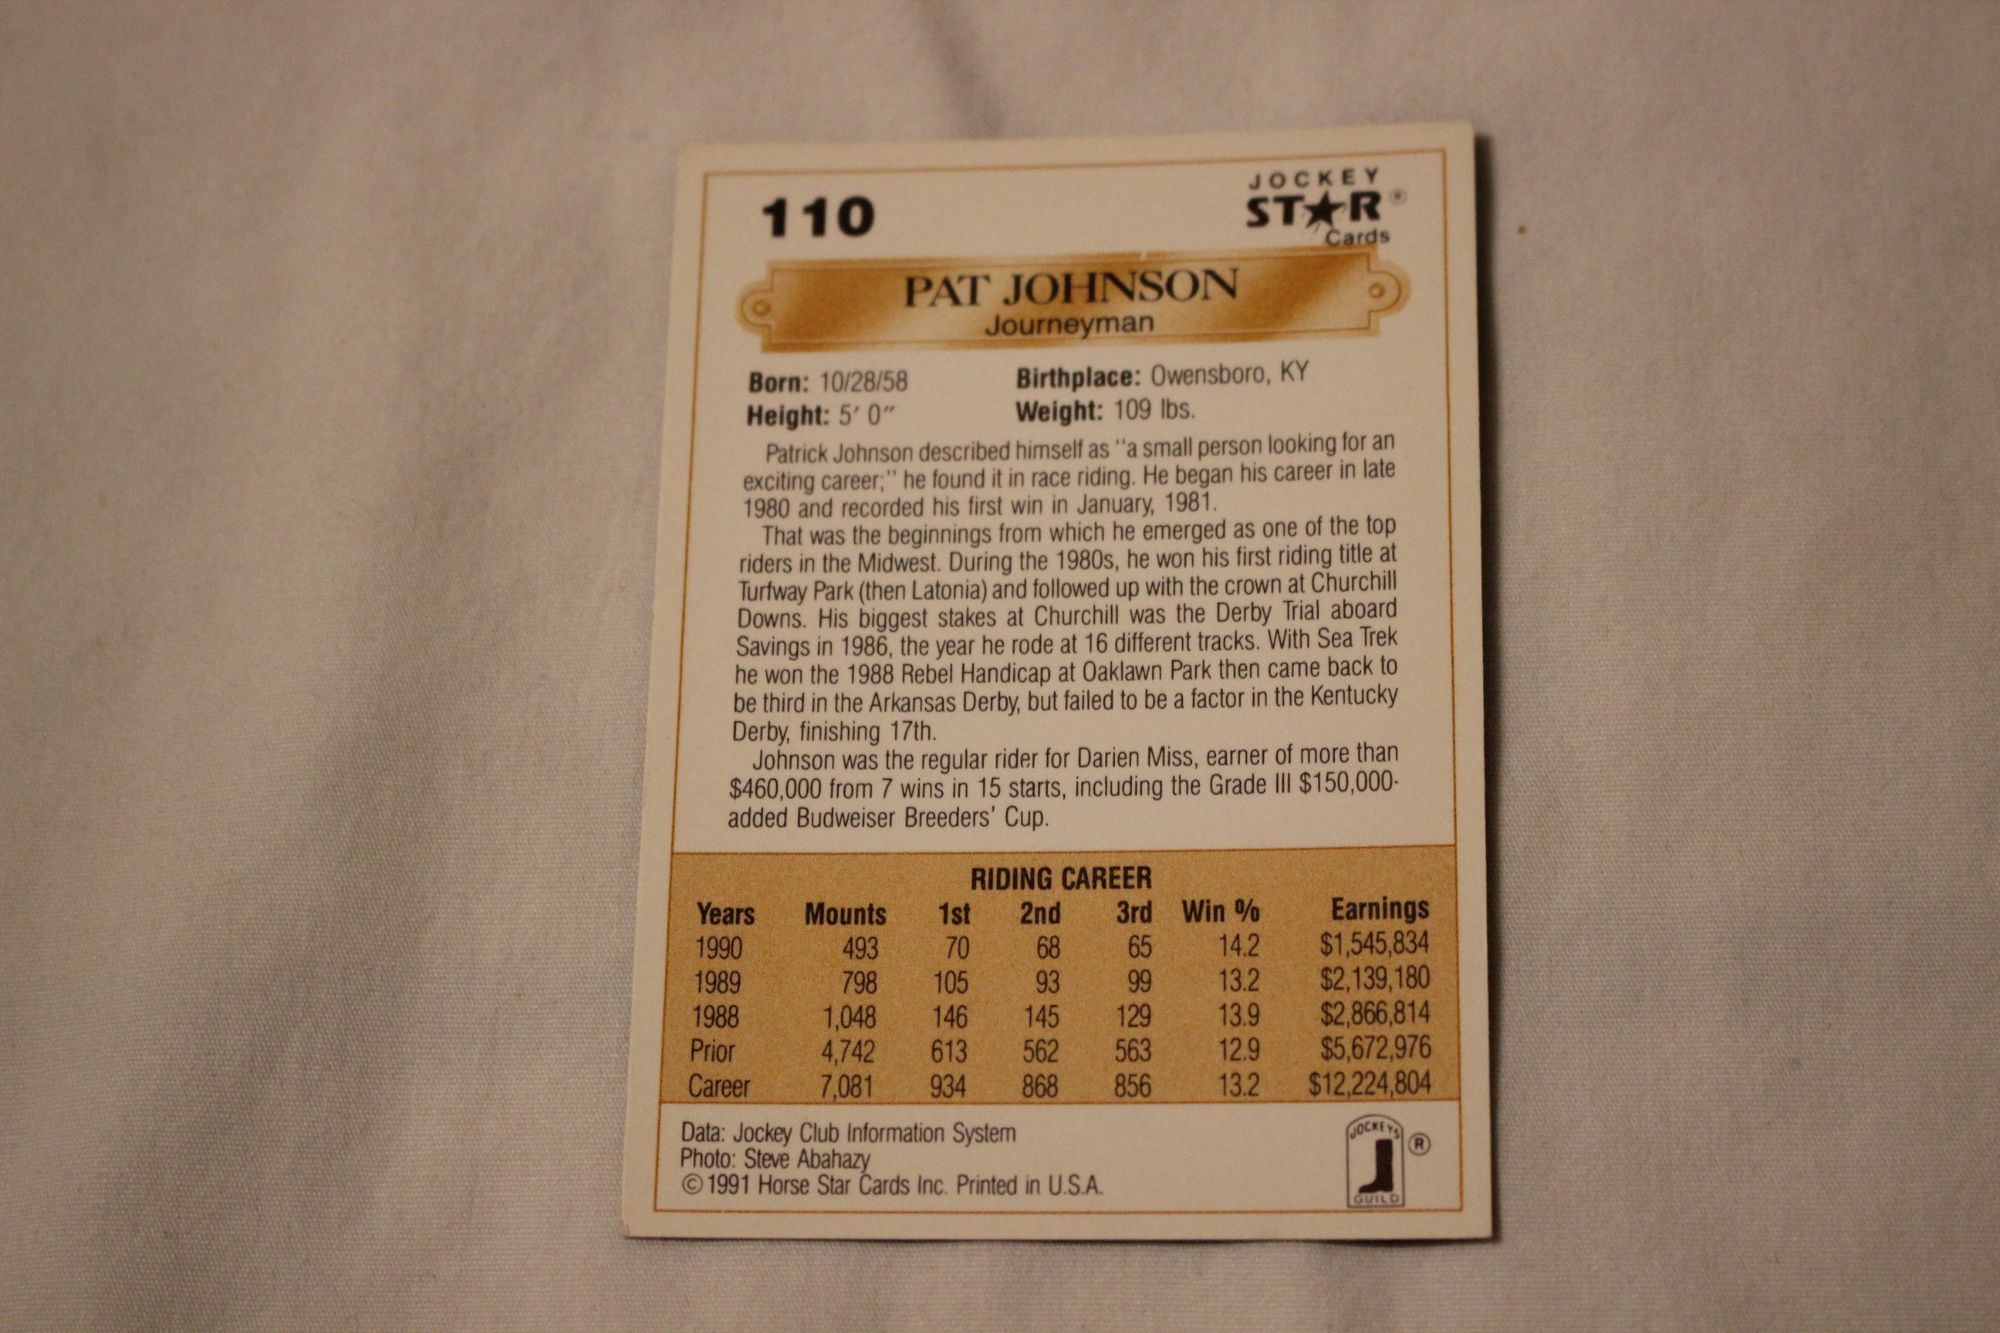 110
JOCKEY
STAR ®
Cards
PAT JOHNSON
Journeyman
Born: 10/28/58 Birthplace: Owensboro, KY
Height: 5' 0" Weight: 109 lbs.
Patrick Johnson described himself as "a small person looking for an
exciting career;" he found it in race riding. He began his career in late
1980 and recorded his first win in January, 1981.
That was the beginnings from which he emerged as one of the top
riders in the Midwest. During the 1980s, he won his first riding title at
Turfway Park (then Latonia) and followed up with the crown at Churchill
Downs. His biggest stakes at Churchill was the Derby Trial aboard
Savings in 1986, the year he rode at 16 different tracks. With Sea Trek
he won the 1988 Rebel Handicap at Oaklawn Park then came back to
be third in the Arkansas Derby, but failed to be a factor in the Kentucky
Derby, finishing 17th.
Johnson was the regular rider for Darien Miss, earner of more than
$460,000 from 7 wins in 15 starts, including the Grade III $150,000-
added Budweiser Breeders' Cup.
RIDING CAREER
Years Mounts 1st 2nd 3rd Win % Earnings
1990 493 70 68 65 14.2 $1,545,834
1989 798 105 93 99 13.2 $2,139,180
1988 1,048 146 145 129 13.9 $2,866,814
Prior 4,742 613 562 563 12.9 $5,672,976
Career 7,081 934 868 856 13.2 $12,224,804
Data: Jockey Club Information System
Photo: Steve Abahazy
©1991 Horse Star Cards Inc. Printed in U.S.A.
JOCKEYS
GUILD ®